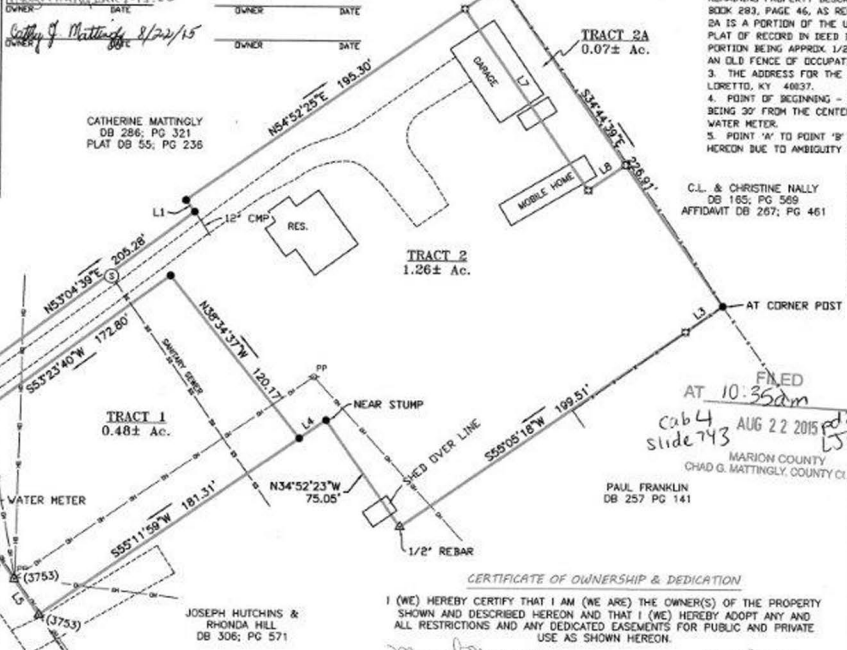 OWNER DATE OWNER DATE
Cathy J. Mattingly 8/22/15
OWNER DATE OWNER DATE
BOOK 283, PAGE 46, AS RE
2A IS A PORTION OF THE U
PLAT OF RECORD IN DEED
PORTION BEING APPROX. 1/2
AN OLD FENCE OF OCCUPAT
3. THE ADDRESS FOR THE
LORETTO, KY 40037.
4. POINT OF BEGINNING -
BEING 30' FROM THE CENTE
WATER METER.
5. POINT 'A' TO POINT 'B'
HEREON DUE TO AMBIGUITY
TRACT 2A
0.07± Ac.
GARAGE
L7
N54°52'25"E 195.30'
S34°44'39"E
226.91'
CATHERINE MATTINGLY
DB 286; PG 321
PLAT DB 55; PG 236
L8
MOBILE HOME
C.L. & CHRISTINE NALLY
DB 165; PG 569
AFFIDAVIT DB 267; PG 461
L1
12" CMP
RES.
TRACT 2
1.26± Ac.
N53°04'39"E 205.28'
S
AT CORNER POST
L3
S53°23'40"W 172.80'
SANITARY SEWER
N38°34'37"W 120.17'
PP
TRACT 1
0.48± Ac.
L4
NEAR STUMP
SHED OVER LINE
S55°05'18"W 199.51'
FILED
AT 10:35am
AUG 22 2015
cab 4
slide 743
MARION COUNTY
CHAD G. MATTINGLY, COUNTY
N34°52'23"W
75.05'
PAUL FRANKLIN
DB 257 PG 141
WATER METER
S55°11'59"W 181.31'
1/2" REBAR
PP
(3753)
L5
(3753)
JOSEPH HUTCHINS &
RHONDA HILL
DB 306; PG 571
CERTIFICATE OF OWNERSHIP & DEDICATION
I (WE) HEREBY CERTIFY THAT I AM (WE ARE) THE OWNER(S) OF THE PROPERTY
SHOWN AND DESCRIBED HEREON AND THAT I (WE) HEREBY ADOPT ANY AND
ALL RESTRICTIONS AND ANY DEDICATED EASEMENTS FOR PUBLIC AND PRIVATE
USE AS SHOWN HEREON.